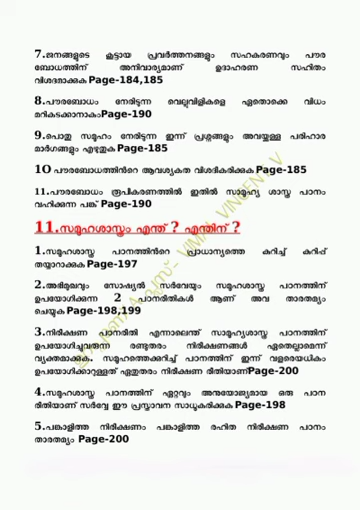 7.ജനങ്ങളുടെ കൂട്ടായ പ്രവർത്തനങ്ങളും സഹകരണവും പൗര
ബോധത്തിന് അനിവാര്യമാണ് ഉദാഹരണ സഹിതം
വിശദമാക്കുക Page-184,185
8.പൗരബോധം നേരിടുന്ന വെല്ലുവിളികളെ ഏതൊക്കെ വിധം
മറികടക്കാനാകുംPage-190
9.പൊതു സമൂഹം നേരിടുന്ന ഇന്ന് പ്രശ്നങ്ങളും അവയ്ക്കുള്ള പരിഹാര
മാർഗങ്ങളും എഴുതുക Page-185
10 പൗരബോധത്തിൻറെ ആവശ്യകത വിശദീകരിക്കുക Page-185
11.പൗരബോധം രൂപീകരണത്തിൽ ഇതിൽ സാമൂഹ്യ ശാസ്ത്ര പഠനം
വഹിക്കുന്ന പങ്ക് Page-190
11.സമൂഹശാസ്ത്രം എന്ത് ? എന്തിന് ?
1.സമൂഹശാസ്ത്ര പഠനത്തിൻറെ പ്രാധാന്യത്തെ കുറിച്ച് കുറിപ്പ്
തയ്യാറാക്കുക Page-197
2.അഭിമുഖവും സോഷ്യൽ സർവേയും സമൂഹശാസ്ത്ര പഠനത്തിന്
ഉപയോഗിക്കുന്ന 2 പഠനരീതികൾ ആണ് അവ താരതമ്യം
ചെയ്യുക Page-198,199
3.നിരീക്ഷണ പഠനരീതി എന്നാലെന്ത് സാമൂഹ്യശാസ്ത്ര പഠനത്തിന്
ഉപയോഗിച്ചുവരുന്ന രണ്ടുതരം നിരീക്ഷണങ്ങൾ ഏതെല്ലാമെന്ന്
വ്യക്തമാക്കുക. സമൂഹത്തെക്കുറിച്ച് പഠനത്തിന് ഇന്ന് വളരെയധികം
ഉപയോഗിക്കാറുള്ളത് ഏതുതരം നിരീക്ഷണ രീതിയാണ്Page-200
4.സമൂഹശാസ്ത്ര പഠനത്തിന് ഏറ്റവും അനുയോജ്യമായ ഒരു പഠന
രീതിയാണ് സർവ്വേ ഈ പ്രസ്താവന സാധൂകരിക്കുക Page-198
5.പങ്കാളിത്ത നിരീക്ഷണം പങ്കാളിത്ത രഹിത നിരീക്ഷണ പഠനം
താരതമ്യം Page-200
VIMAL VINCENT V